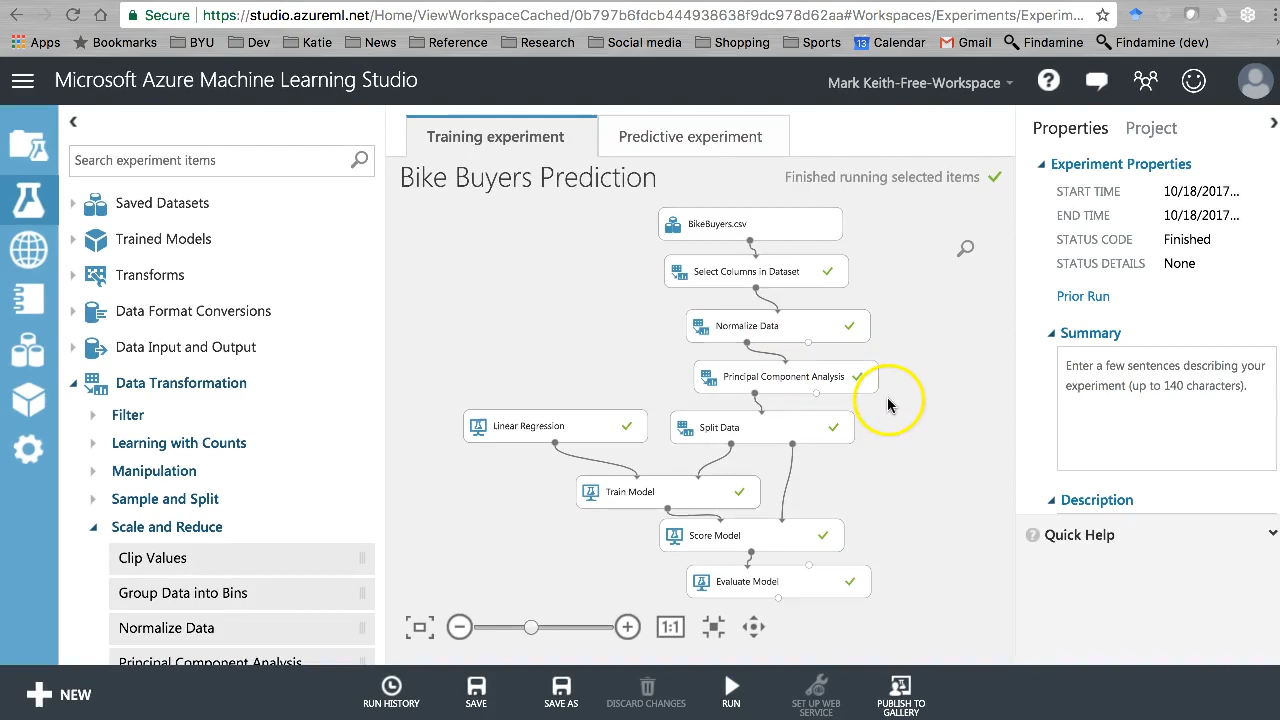 Secure https://studio.azureml.net/Home/ViewWorkspaceCached/0b797b6fdcb444938638f9dc978d62aa#Workspaces/Experiments/Experim...
Apps Bookmarks BYU Dev Katie News Reference Research Social media Shopping Sports 13 Calendar Gmail Findamine Findamine (dev)
Microsoft Azure Machine Learning Studio
Mark Keith-Free-Workspace
?
Search experiment items
Saved Datasets
Trained Models
Transforms
Data Format Conversions
Data Input and Output
Data Transformation
Filter
Learning with Counts
Manipulation
Sample and Split
Scale and Reduce
Clip Values
Group Data into Bins
Normalize Data
Principal Component Analysis
Training experiment
Predictive experiment
Bike Buyers Prediction
Finished running selected items
BikeBuyers.csv
Select Columns in Dataset
Normalize Data
Principal Component Analysis
Linear Regression
Split Data
Train Model
Score Model
Evaluate Model
1:1
Properties Project
Experiment Properties
START TIME 10/18/2017...
END TIME 10/18/2017...
STATUS CODE Finished
STATUS DETAILS None
Prior Run
Summary
Enter a few sentences describing your
experiment (up to 140 characters).
Description
? Quick Help
NEW
RUN HISTORY
SAVE
SAVE AS
DISCARD CHANGES
RUN
SET UP WEB
SERVICE
PUBLISH TO
GALLERY